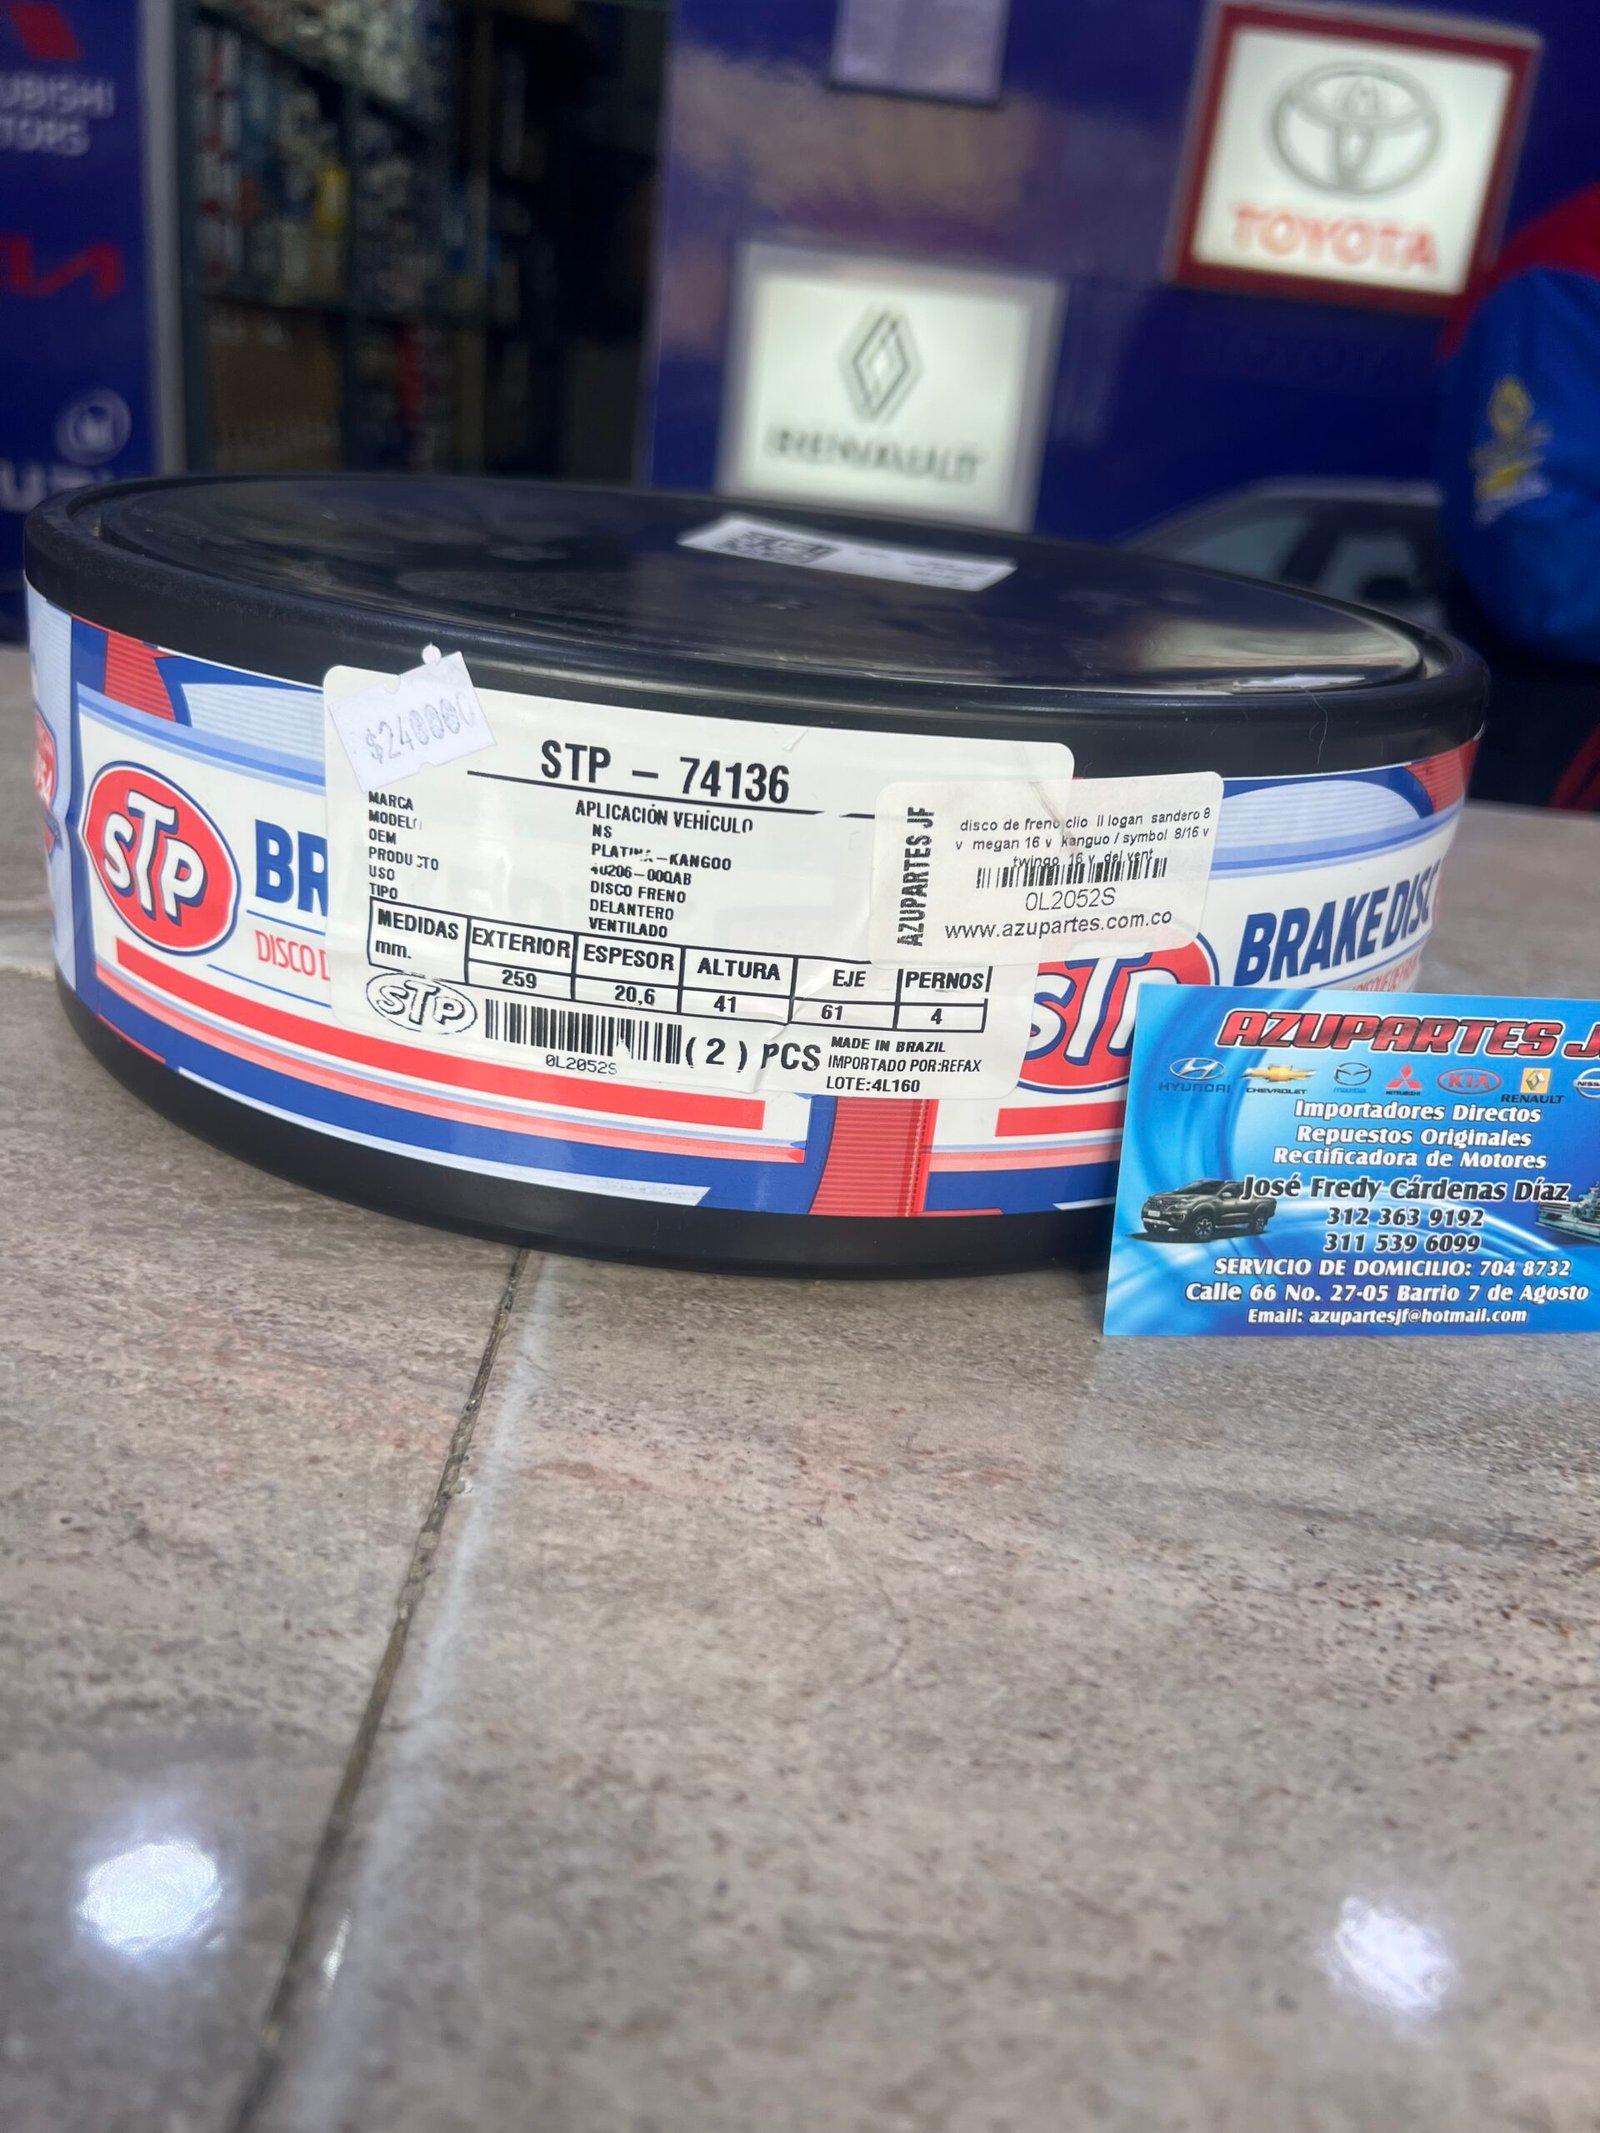 TOYOTA
RENAULT
$240000
STP - 74136
MARCA
APLICACIÓN VEHÍCULO
MODELO
NS
OEM
PLATINA-KANGOO
PRODUCTO
40206-00QAB
USO
DISCO FRENO
TIPO
DELANTERO
VENTILADO
MEDIDAS mm. EXTERIOR ESPESOR ALTURA EJE PERNOS
259 20,6 41 61 4
STP
0L2052S
(2) PCS
MADE IN BRAZIL
IMPORTADO POR:REFAX
LOTE:4L160
AZUPARTES JF
disco de freno clio II logan sandero 8
v megan 16 v kanguo / symbol 8/16 v
twingo 16 v del vent
0L2052S
www.azupartes.com.co
STP
BR
DISCO D
BRAKE DISC
AZUPARTES J
HYUNDAI CHEVROLET mazda MITSUBISHI KIA RENAULT
Importadores Directos
Repuestos Originales
Rectificadora de Motores
José Fredy Cárdenas Díaz
312 363 9192
311 539 6099
SERVICIO DE DOMICILIO: 704 8732
Calle 66 No. 27-05 Barrio 7 de Agosto
Email: azupartesjf@hotmail.com